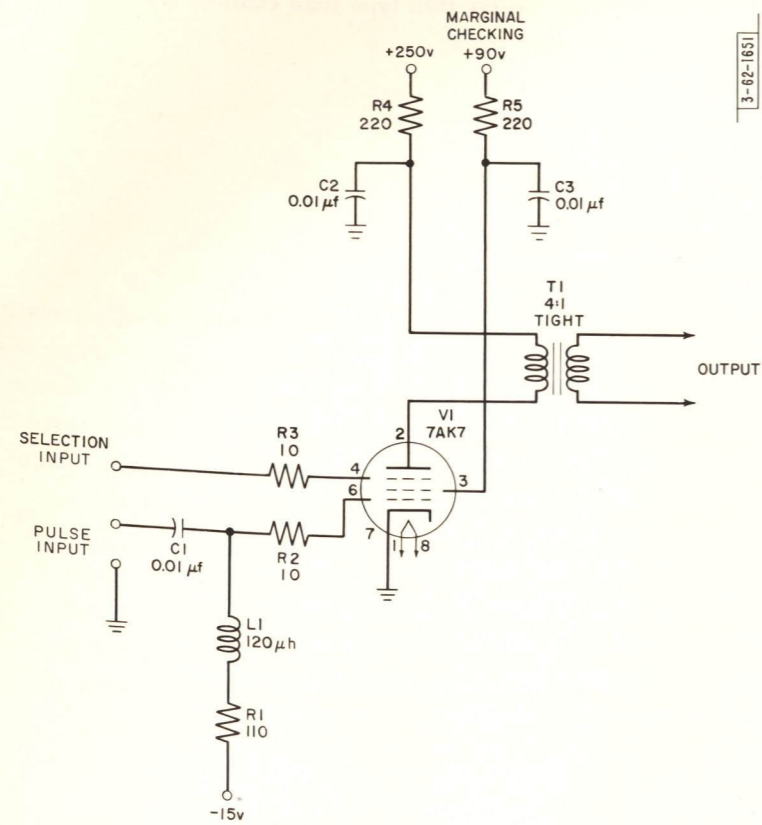 MARGINAL
CHECKING
+250v
+90v
3-62-1651
R4
220
R5
220
C2
0.01 μf
C3
0.01 μf
T1
4:1
TIGHT
OUTPUT
V1
7AK7
2
SELECTION
INPUT
R3
10
4
3
6
PULSE
INPUT
C1
0.01 μf
R2
10
7
1
8
L1
120 μh
R1
110
-15v